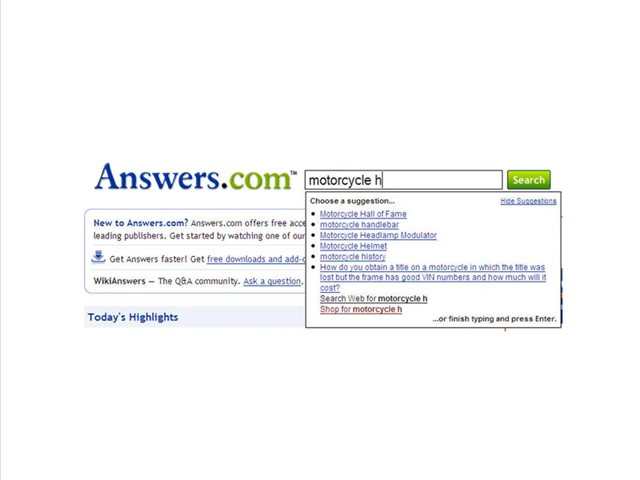 Answers.com™ motorcycle h Search
Choose a suggestion... Hide Suggestions
Motorcycle Hall of Fame
motorcycle handlebar
Motorcycle Headlamp Modulator
Motorcycle Helmet
motorcycle history
How do you obtain a title on a motorcycle in which the title was
lost but the frame has good VIN numbers and how much will it
cost?
Search Web for motorcycle h
Shop for motorcycle h
...or finish typing and press Enter.
New to Answers.com? Answers.com offers free acce
leading publishers. Get started by watching one of our
Get Answers faster! Get free downloads and add-o
WikiAnswers — The Q&A community. Ask a question.
Today's Highlights